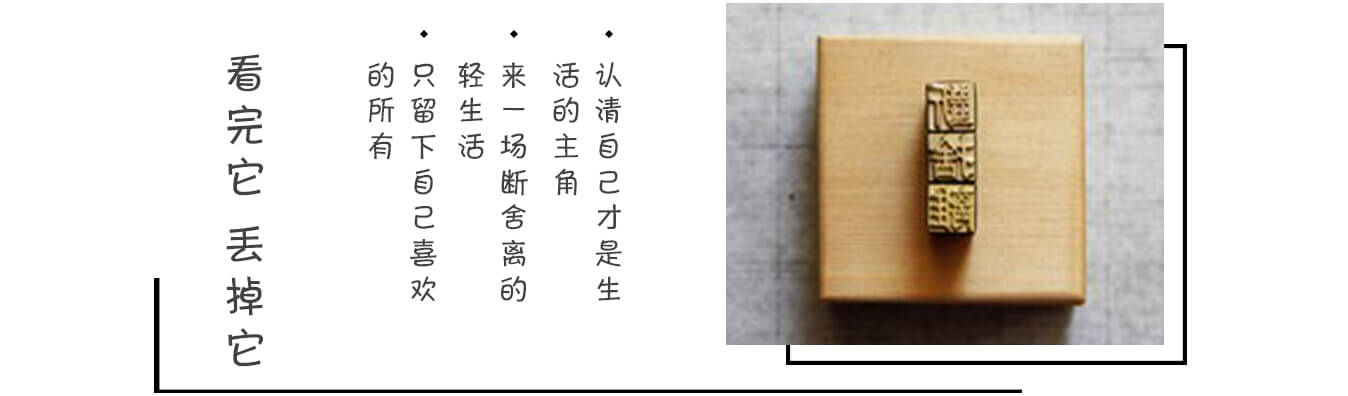 认清自己才是生
活的主角
来一场断舍离的
轻生活
只留下自己喜欢
的所有
看完它 丢掉它